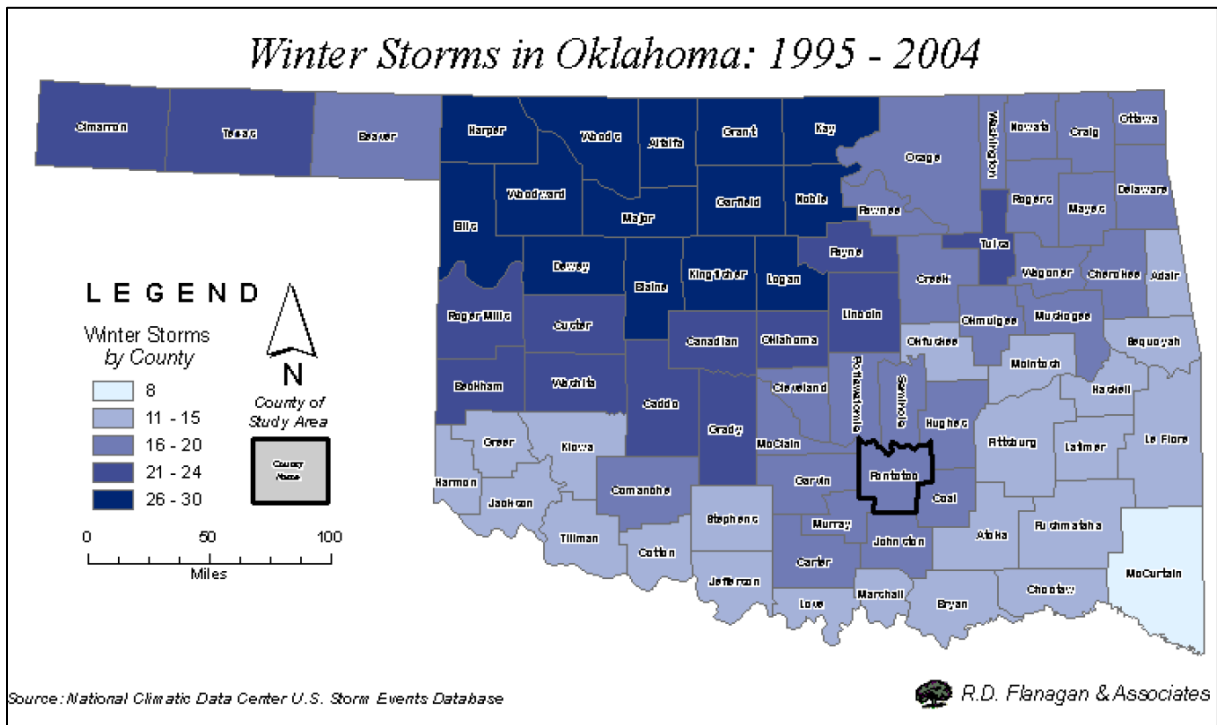 Winter Storms in Oklahoma: 1995 - 2004
Cimarron
Texas
Beaver
Harper
Woods
Alfalfa
Grant
Kay
Osage
Washington
Nowata
Craig
Ottawa
Woodward
Ellis
Major
Garfield
Noble
Pawnee
Rogers
Mayes
Delaware
Dewey
Blaine
Kingfisher
Logan
Payne
Creek
Tulsa
Wagoner
Cherokee
Adair
Roger Mills
Custer
Canadian
Oklahoma
Lincoln
Okfuskee
Okmulgee
Muskogee
Sequoyah
Beckham
Washita
Caddo
Grady
Cleveland
McClain
Pottawatomie
Seminole
Hughes
McIntosh
Haskell
Pittsburg
Latimer
Le Flore
Greer
Kiowa
Harmon
Jackson
Comanche
Stephens
Garvin
Pontotoc
Coal
Murray
Tillman
Cotton
Jefferson
Carter
Johnston
Atoka
Pushmataha
McCurtain
Love
Marshall
Bryan
Choctaw
LEGEND
Winter Storms
by County
8
11 - 15
16 - 20
21 - 24
26 - 30
N
County of
Study Area
County
Name
0 50 100
Miles
Source: National Climatic Data Center U.S. Storm Events Database
R.D. Flanagan & Associates